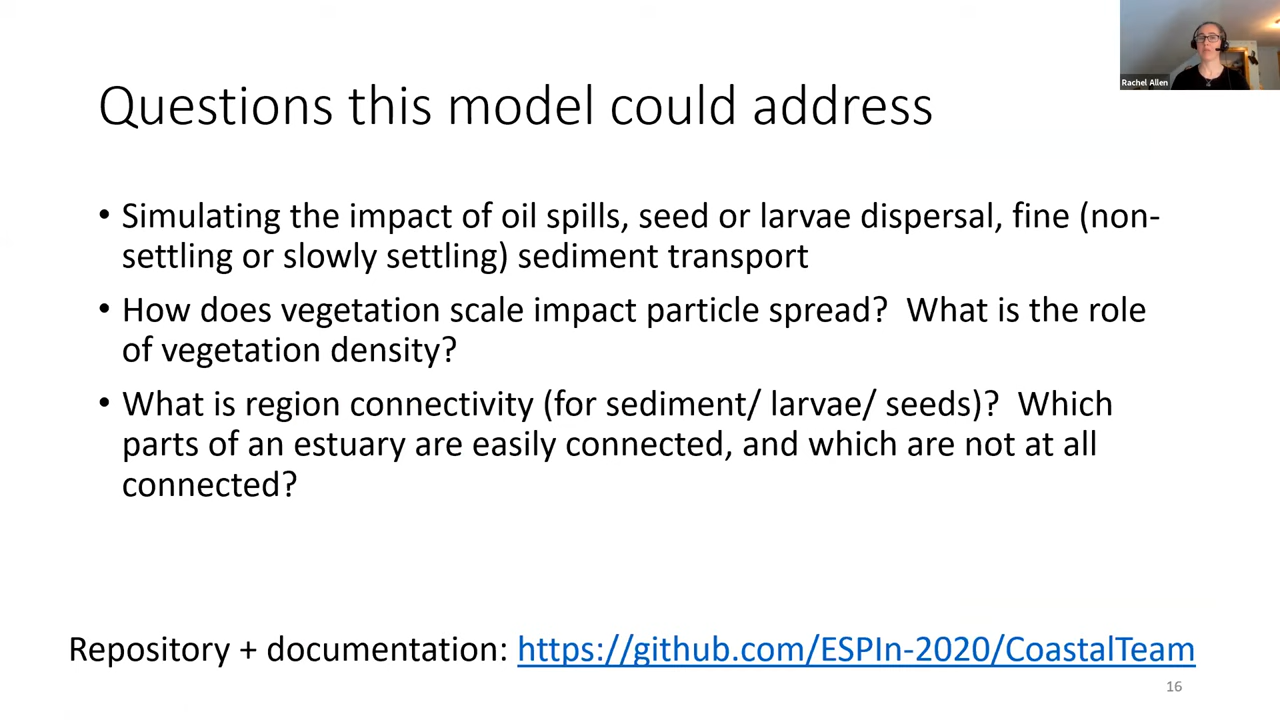 Rachel Allen
Questions this model could address
• Simulating the impact of oil spills, seed or larvae dispersal, fine (non-
settling or slowly settling) sediment transport
• How does vegetation scale impact particle spread?  What is the role
of vegetation density?
• What is region connectivity (for sediment/ larvae/ seeds)?  Which
parts of an estuary are easily connected, and which are not at all
connected?
Repository + documentation: https://github.com/ESPIn-2020/CoastalTeam
16